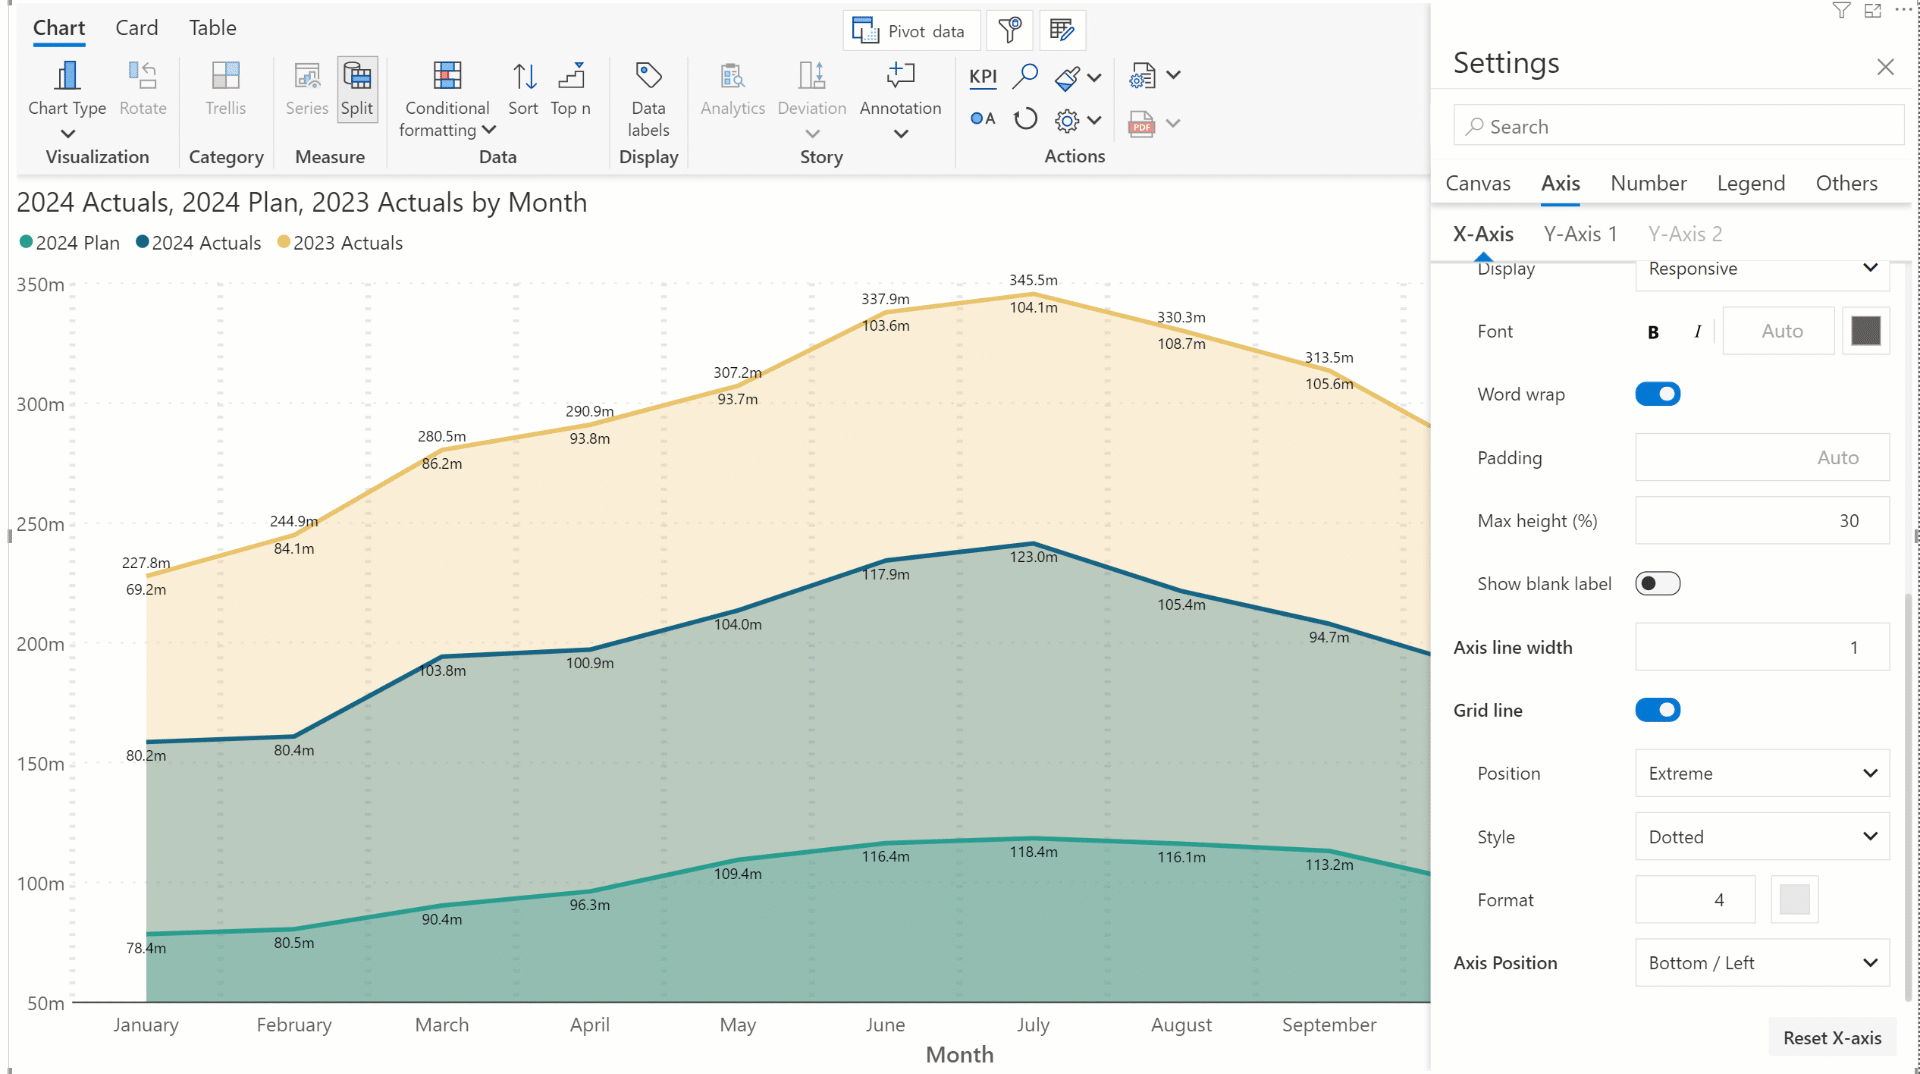 Chart Card Table
Pivot data
Chart Type Rotate Trellis Series Split Conditional formatting Sort Top n Data labels Analytics Deviation Annotation KPI
A
PDF
Visualization Category Measure Data Display Story Actions
2024 Actuals, 2024 Plan, 2023 Actuals by Month
2024 Plan 2024 Actuals 2023 Actuals
350m
300m
250m
200m
150m
100m
50m
227.8m 244.9m 280.5m 290.9m 307.2m 337.9m 345.5m 330.3m 313.5m
69.2m 84.1m 86.2m 93.8m 93.7m 103.6m 104.1m 108.7m 105.6m
80.2m 80.4m 103.8m 100.9m 104.0m 117.9m 123.0m 105.4m 94.7m
78.4m 80.5m 90.4m 96.3m 109.4m 116.4m 118.4m 116.1m 113.2m
January February March April May June July August September
Month
Settings
Search
Canvas Axis Number Legend Others
X-Axis Y-Axis 1 Y-Axis 2
Display Responsive
Font B I Auto
Word wrap
Padding Auto
Max height (%) 30
Show blank label
Axis line width 1
Grid line
Position Extreme
Style Dotted
Format 4
Axis Position Bottom / Left
Reset X-axis